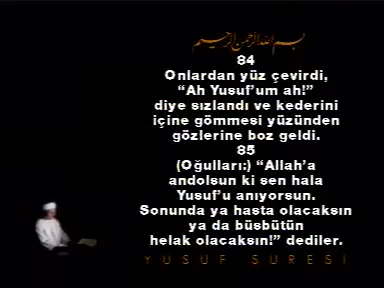 بسم الله الرحمن الرحيم
84
Onlardan yüz çevirdi,
“Ah Yusuf’um ah!”
diye sızlandı ve kederini
içine gömmesi yüzünden
gözlerine boz geldi.
85
(Oğulları:) “Allah’a
andolsun ki sen hala
Yusuf’u anıyorsun.
Sonunda ya hasta olacaksın
ya da büsbütün
helak olacaksın!” dediler.
YUSUF SURESİ